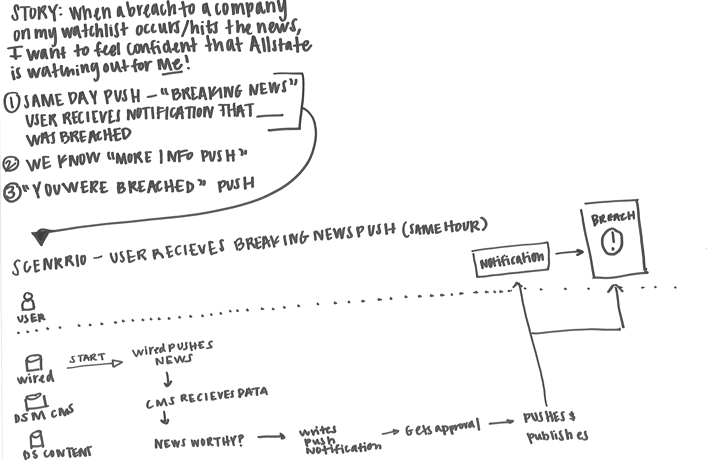 STORY: When a breach to a company
on my watchlist occurs/hits the news,
I want to feel confident that Allstate
is watming out for Me!
① SAME DAY PUSH – "BREAKING NEWS"
USER RECIEVES NOTIFICATION THAT ___
WAS BREACHED
② WE KNOW "MORE INFO PUSH"
③ "YOU WERE BREACHED" PUSH
SCENRRIO – USER RECIEVES BREAKING NEWS PUSH (SAME HOUR)
BREACH
!
Notification
USER
START
wired PUSHES
NEWS
wired
CMS RECIEVES DATA
DSM CMS
NEWS WORTHY?
writes
push
Notification
Gets approval
PUSHES &
publishes
DS CONTENT